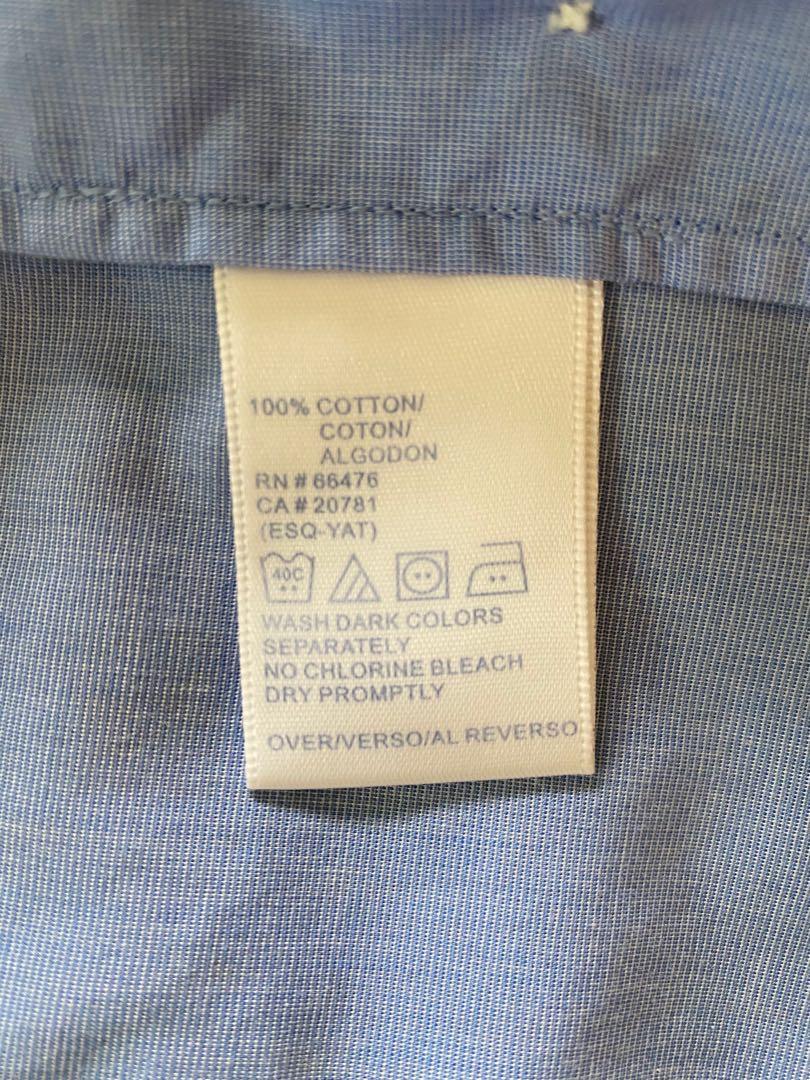 100% COTTON/
COTON/
ALGODON
RN # 66476
CA # 20781
(ESQ-YAT)
40C
WASH DARK COLORS
SEPARATELY
NO CHLORINE BLEACH
DRY PROMPTLY
OVER/VERSO/AL REVERSO